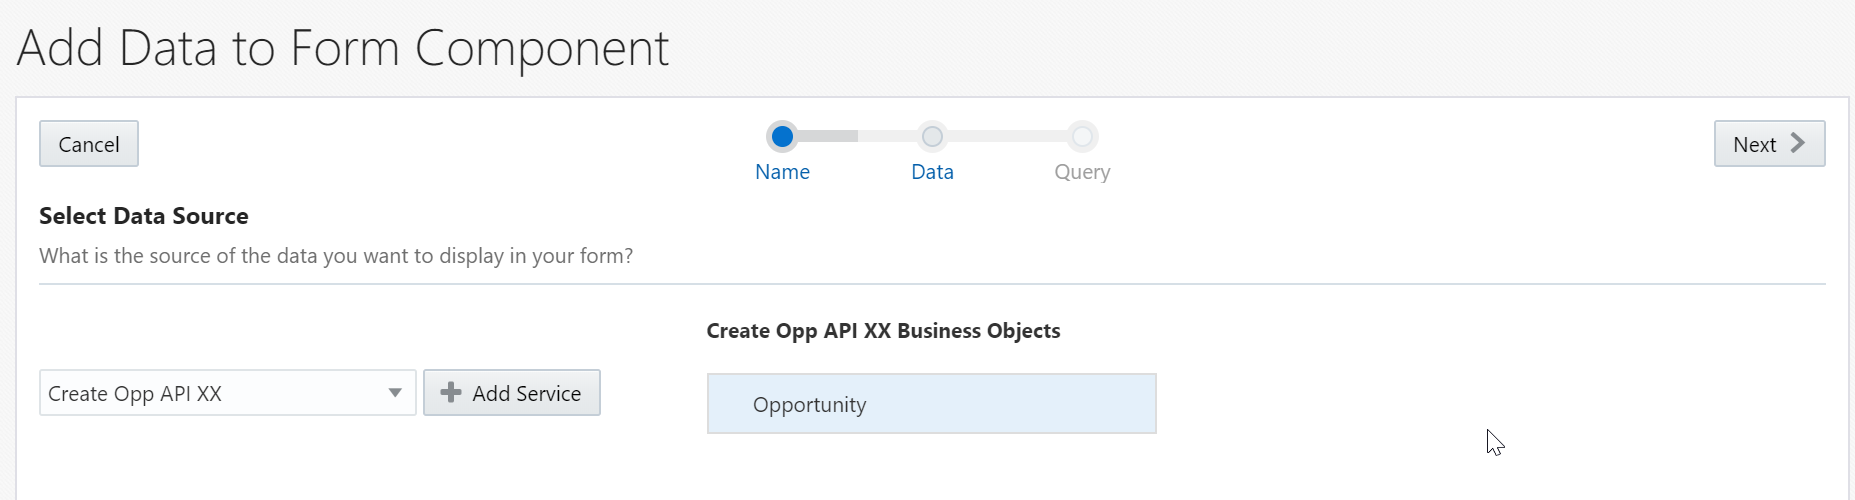 Add Data to Form Component
Cancel
Name
Data
Query
Next
Select Data Source
What is the source of the data you want to display in your form?
Create Opp API XX Business Objects
Create Opp API XX
Add Service
Opportunity